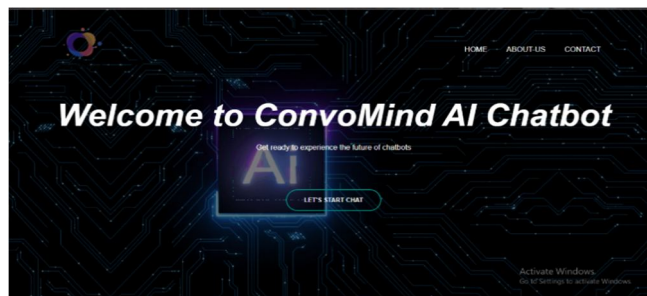 HOME ABOUT-US CONTACT
Welcome to ConvoMind AI Chatbot
Get ready to experience the future of chatbots
Ai
LET'S START CHAT
Activate Windows
Go to Settings to activate Windows.